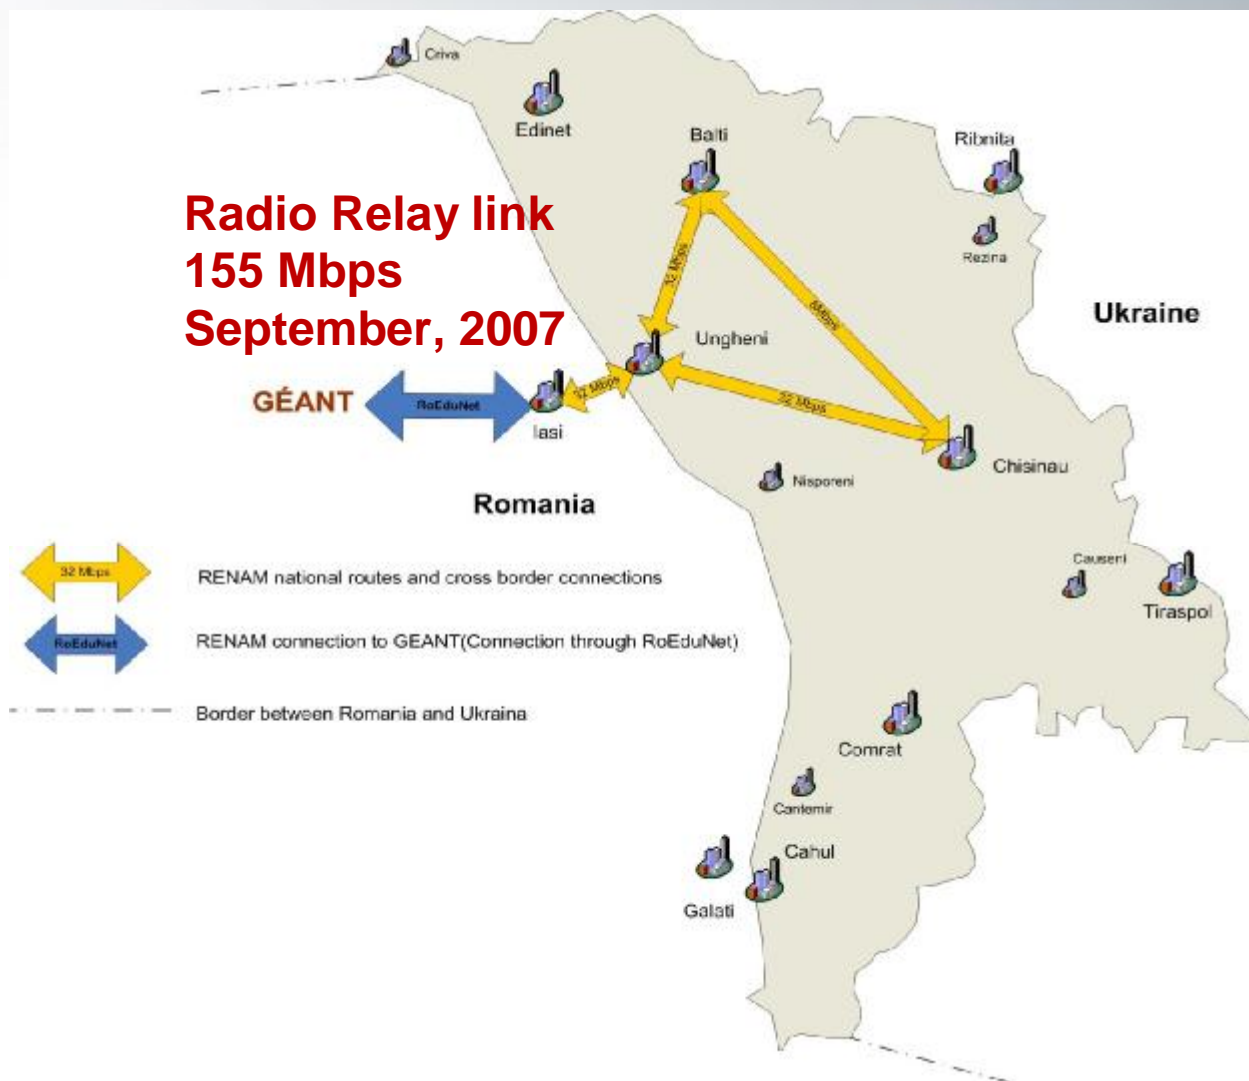 Criva
Edinet
Balti
Ribnita
Rezina
Radio Relay link
155 Mbps
September, 2007
Ukraine
32 Mbps
8Mbps
Ungheni
32 Mbps
32 Mbps
GÉANT
RoEduNet
Iasi
Chisinau
Nisporeni
Romania
Causeni
Tiraspol
32 Mbps
RENAM national routes and cross border connections
RoEduNet
RENAM connection to GEANT(Connection through RoEduNet)
Border between Romania and Ukraina
Comrat
Cantemir
Cahul
Galati